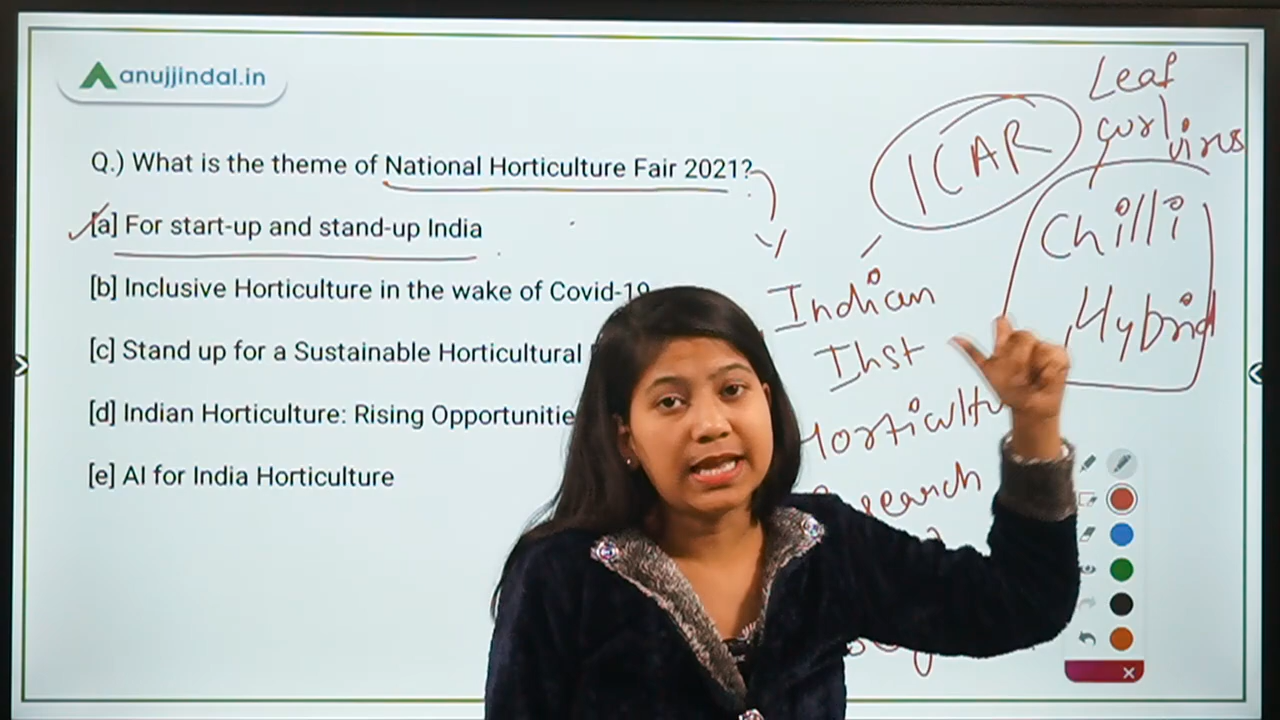 anujjindal.in
Q.) What is the theme of National Horticulture Fair 2021?
[a] For start-up and stand-up India
[b] Inclusive Horticulture in the wake of Covid-19
[c] Stand up for a Sustainable Horticultural
[d] Indian Horticulture: Rising Opportunitie
[e] AI for India Horticulture
ICAR
Indian
Inst
Horticultu
Research
Leaf
curl virus
Chilli
Hybrid